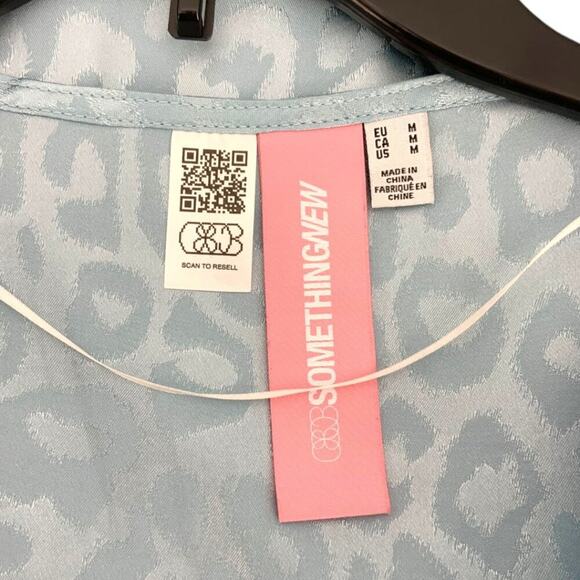 SCAN TO RESELL
SOMETHINGNEW
EU M
CA M
US M
MADE IN
CHINA
FABRIQUÉ EN
CHINE